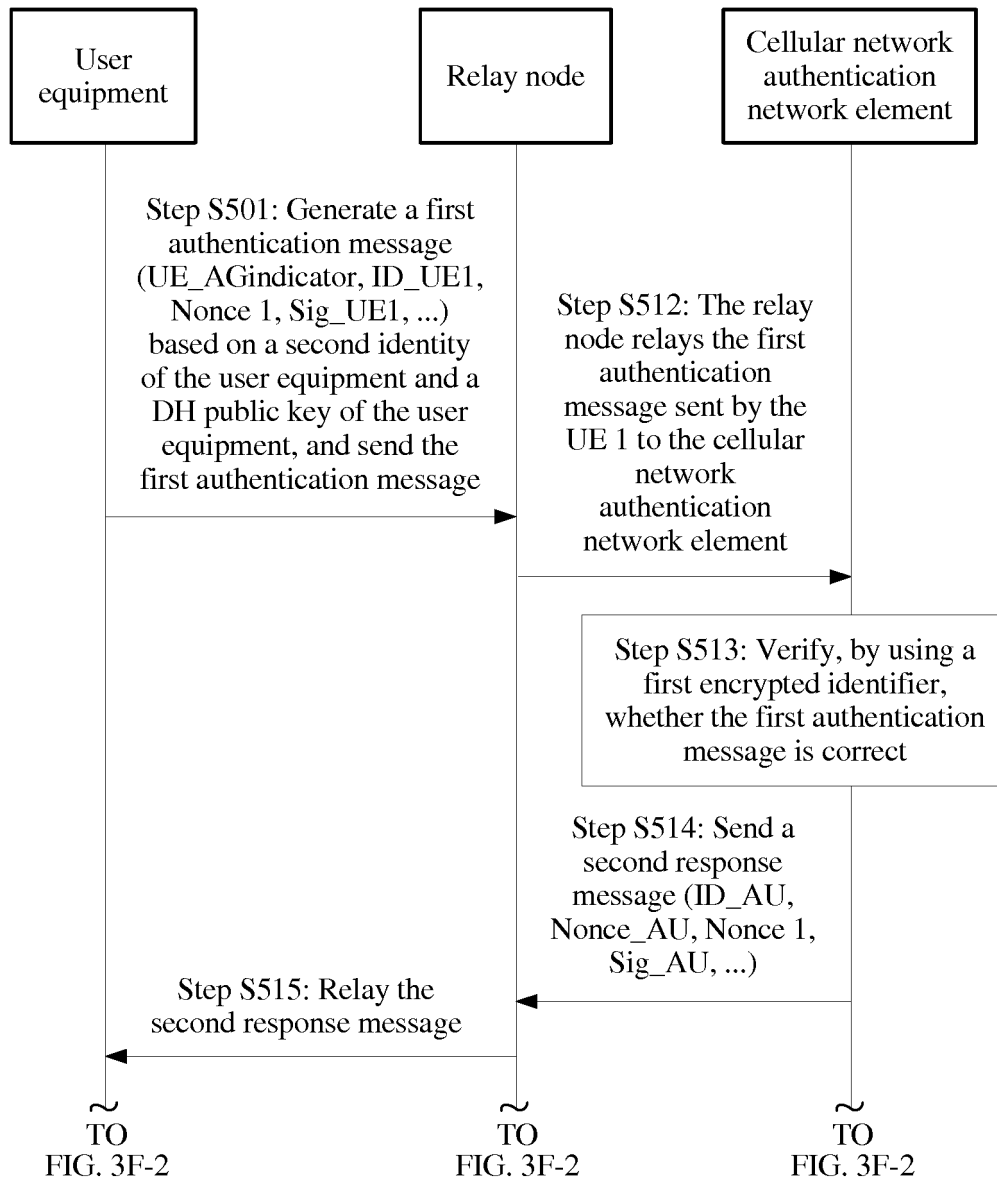 User
equipment
Relay node
Cellular network
authentication
network element
Step S501: Generate a first
authentication message
(UE_AGindicator, ID_UE1,
Nonce 1, Sig_UE1, ...)
based on a second identity
of the user equipment and a
DH public key of the user
equipment, and send the
first authentication message
Step S512: The relay
node relays the first
authentication
message sent by the
UE 1 to the cellular
network
authentication
network element
Step S513: Verify, by using a
first encrypted identifier,
whether the first authentication
message is correct
Step S514: Send a
second response
message (ID_AU,
Nonce_AU, Nonce 1,
Sig_AU, ...)
Step S515: Relay the
second response message
TO
FIG. 3F-2
TO
FIG. 3F-2
TO
FIG. 3F-2